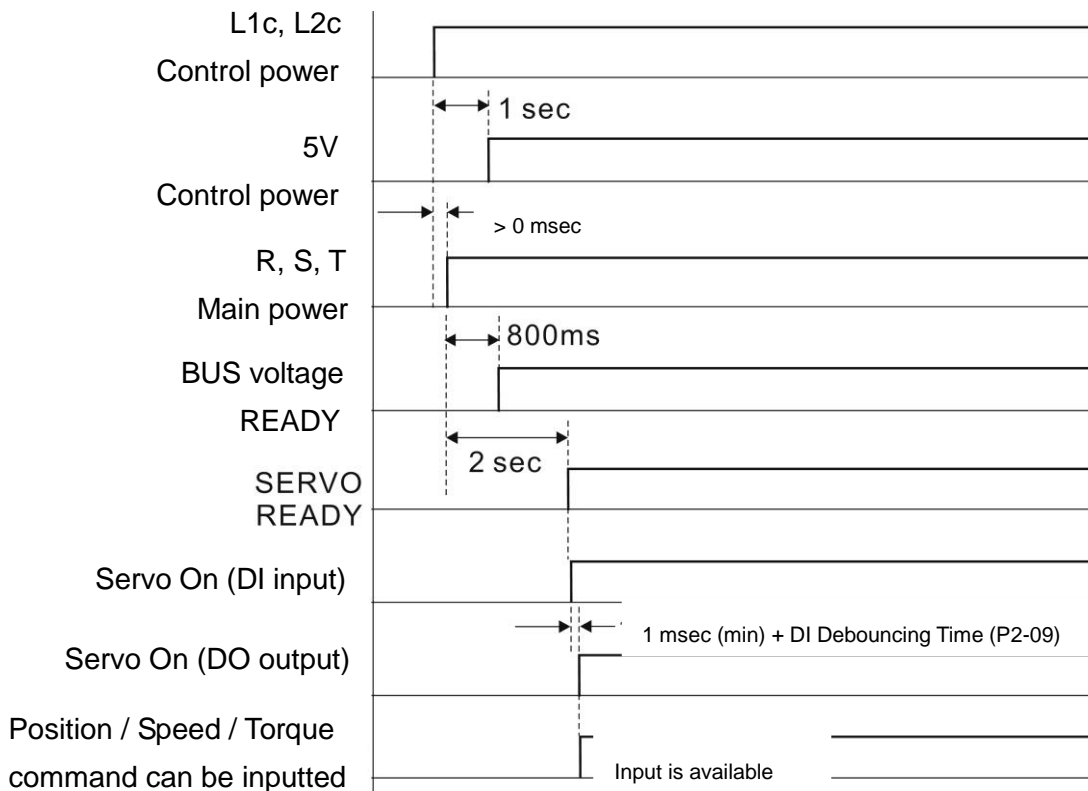 L1c, L2c
Control power
1 sec
5V
Control power
> 0 msec
R, S, T
Main power
800ms
BUS voltage
READY
2 sec
SERVO
READY
Servo On (DI input)
1 msec (min) + DI Debouncing Time (P2-09)
Servo On (DO output)
Position / Speed / Torque
command can be inputted
Input is available